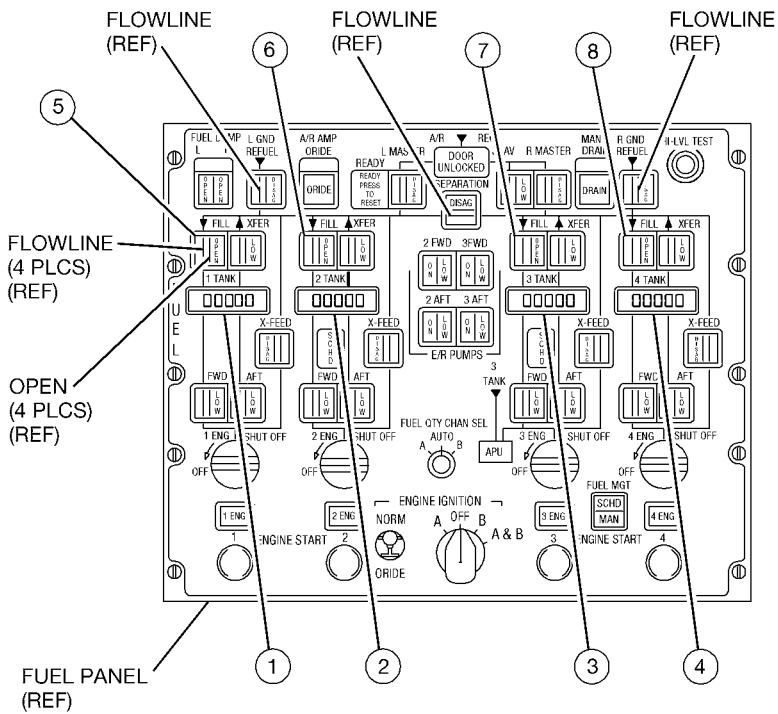 FLOWLINE
(REF)
FLOWLINE
(REF)
FLOWLINE
(REF)
6
7
8
5
L GND
REFUEL
A/R AMP
ORIDE
READY
A/R
DOOR
UNLOCKED
R MASTER
MAN
DRAIN
R GND
REFUEL
HI-LVL TEST
OPEN
OPEN
DISAG
ORIDE
READY
PRESS
TO
RESET
DISAG
LOW
DISAG
DRAIN
DISAG
SEPARATION
DISAG
FILL XFER
FILL XFER
FILL XFER
FILL XFER
OPEN LOW
OPEN LOW
OPEN LOW
OPEN LOW
FLOWLINE
(4 PLCS)
(REF)
2 FWD 3FWD
ON LOW
1 TANK
2 TANK
3 TANK
4 TANK
00000
00000
00000
00000
2 AFT 3 AFT
ON LOW ON LOW
E/R PUMPS
FUEL
X-FEED
X-FEED
X-FEED
X-FEED
DISAG
DISAG
DISAG
DISAG
SCHD
SCHD
OPEN
(4 PLCS)
(REF)
FWD AFT
FWD AFT
FWD AFT
FWD AFT
LOW LOW
LOW LOW
LOW LOW
LOW LOW
3
TANK
APU
FUEL QTY CHAN SEL
AUTO
A B
1 ENG SHUT OFF
2 ENG SHUT OFF
3 ENG SHUT OFF
4 ENG SHUT OFF
OFF
OFF
OFF
OFF
FUEL MGT
SCHD
MAN
ENGINE IGNITION
NORM
ORIDE
A OFF B
A & B
1 ENG
2 ENG
3 ENG
4 ENG
1 ENGINE START 2
3 ENGINE START 4
FUEL PANEL
(REF)
1
2
3
4